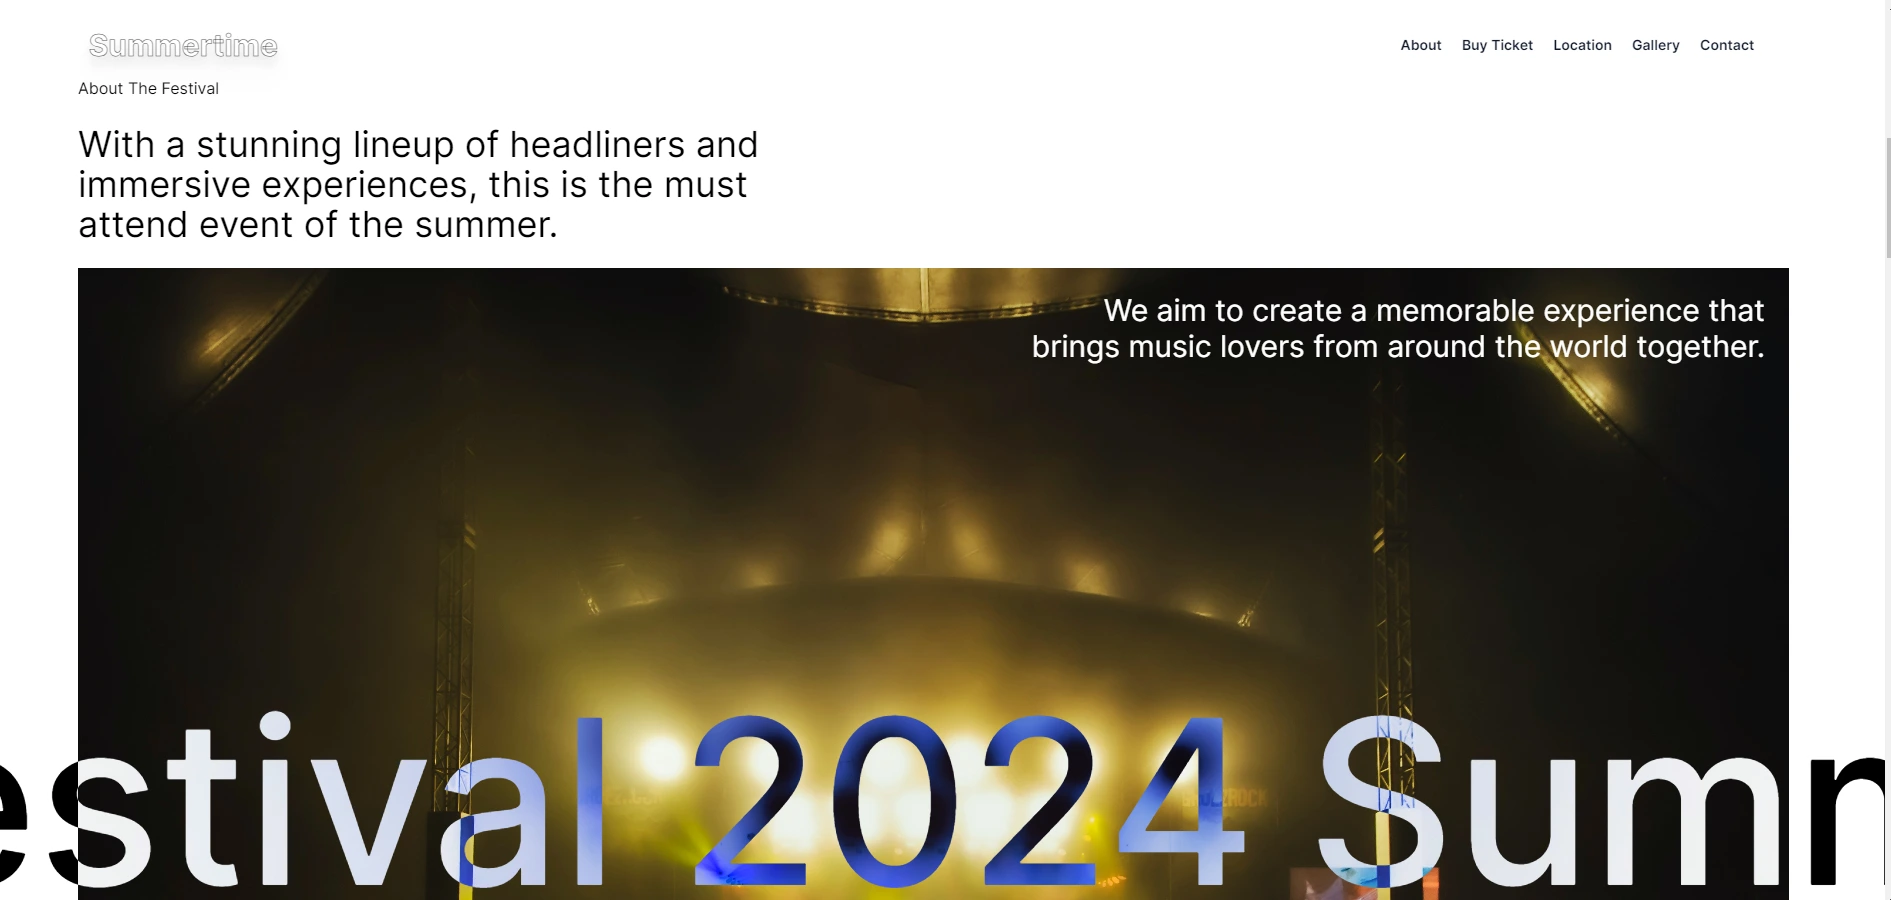 Summertime
About
Buy Ticket
Location
Gallery
Contact
About The Festival
With a stunning lineup of headliners and
immersive experiences, this is the must
attend event of the summer.
We aim to create a memorable experience that
brings music lovers from around the world together.
estival 2024 Summ